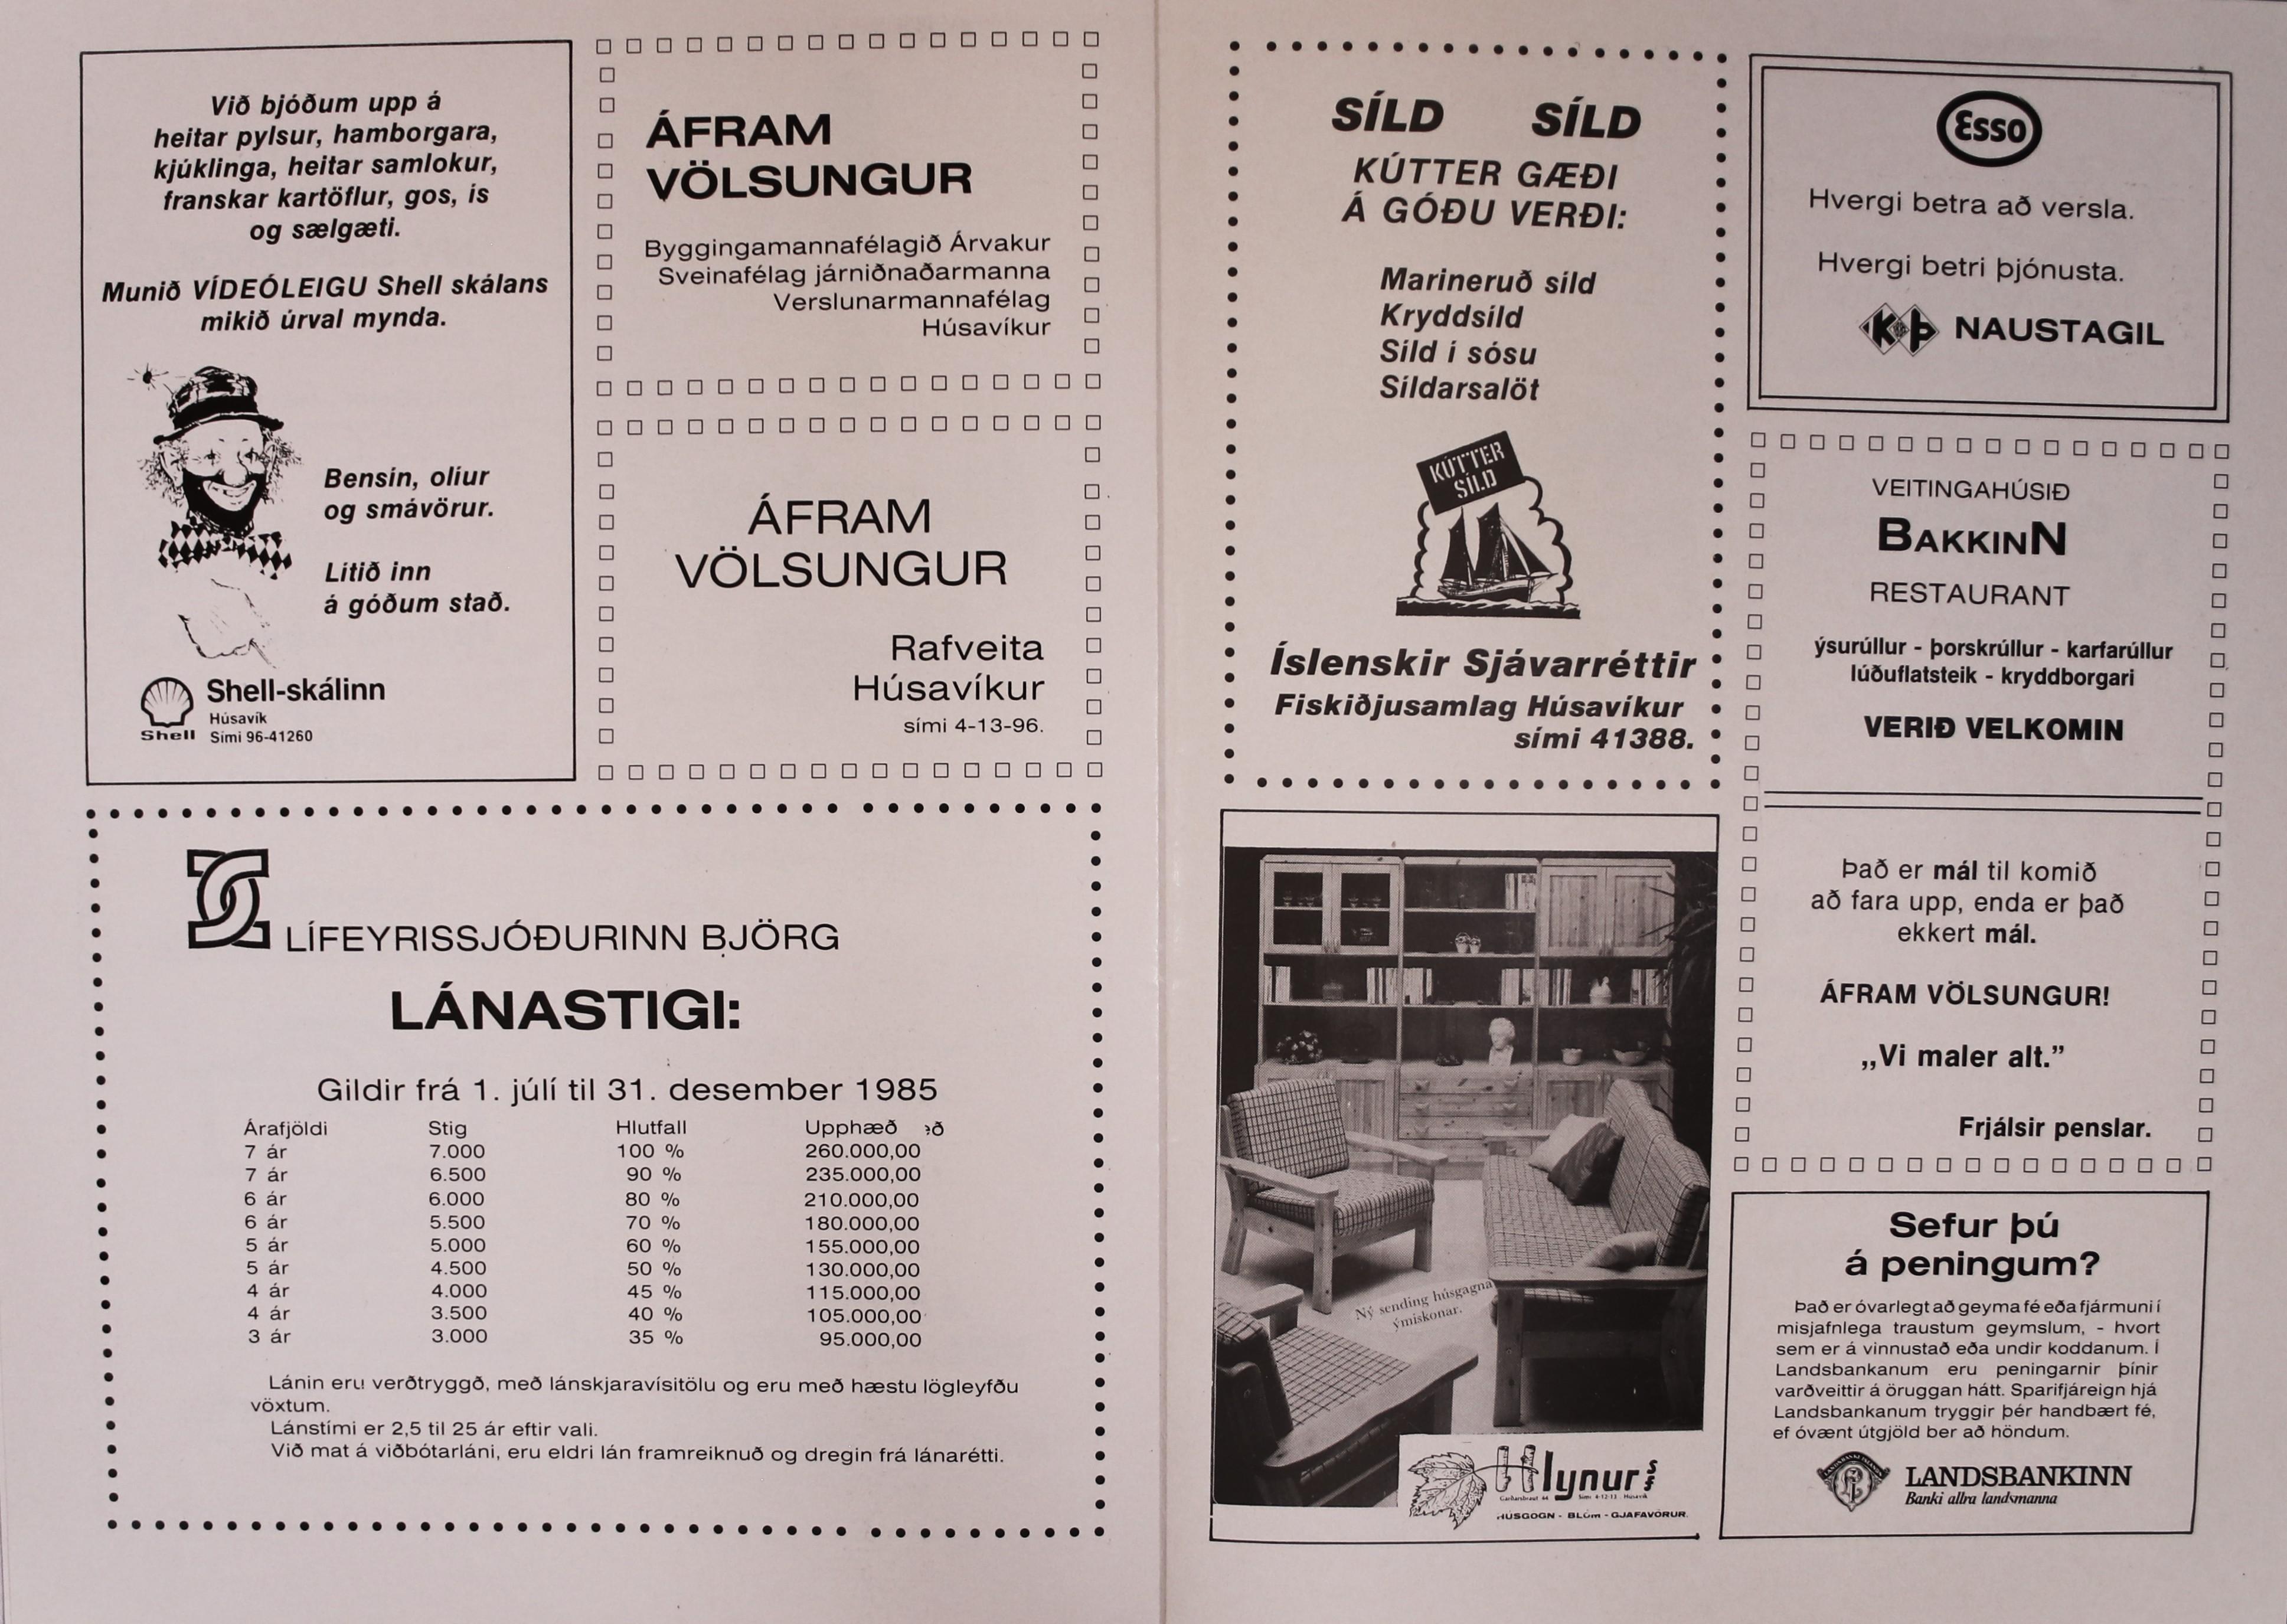 Við bjóðum upp á
heitar pylsur, hamborgara,
kjúklinga, heitar samlokur,
franskar kartöflur, gos, ís
og sælgæti.
Munið VÍDEÓLEIGU Shell skálans
mikið úrval mynda.
Bensín, olíur
og smávörur.
Lítið inn
á góðum stað.
Shell-skálinn
Húsavík
Shell Sími 96-41260
ÁFRAM
VÖLSUNGUR
Byggingamannafélagið Árvakur
Sveinafélag járniðnaðarmanna
Verslunarmannafélag
Húsavíkur
ÁFRAM
VÖLSUNGUR
Rafveita
Húsavíkur
sími 4-13-96.
LÍFEYRISSJÓÐURINN BJÖRG
LÁNASTIGI:
Gildir frá 1. júlí til 31. desember 1985
Árafjöldi Stig Hlutfall Upphæð
7 ár 7.000 100 % 260.000,00
7 ár 6.500 90 % 235.000,00
6 ár 6.000 80 % 210.000,00
6 ár 5.500 70 % 180.000,00
5 ár 5.000 60 % 155.000,00
5 ár 4.500 50 % 130.000,00
4 ár 4.000 45 % 115.000,00
4 ár 3.500 40 % 105.000,00
3 ár 3.000 35 % 95.000,00
Lánin eru verðtryggð, með lánskjaravísitölu og eru með hæstu lögleyfðu
vöxtum.
Lánstími er 2,5 til 25 ár eftir vali.
Við mat á viðbótarláni, eru eldri lán framreiknuð og dregin frá lánarétti.
SÍLD SÍLD
KÚTTER GÆÐI
Á GÓÐU VERÐI:
Marineruð síld
Kryddsíld
Síld í sósu
Síldarsalöt
KÚTTER
SÍLD
Íslenskir Sjávarréttir
Fiskiðjusamlag Húsavíkur
sími 41388.
Ný sending húsgagna
ýmiskonar.
Hlynur s/f
Garðarsbraut 44 Sími 4-12-12 Húsavík
HÚSGÖGN - BLÓM - GJAFAVÖRUR.
Esso
Hvergi betra að versla.
Hvergi betri þjónusta.
KÞ NAUSTAGIL
VEITINGAHÚSIÐ
BAKKINN
RESTAURANT
ýsurúllur - þorskrúllur - karfarúllur
lúðuflatsteik - kryddborgari
VERIÐ VELKOMIN
Það er mál til komið
að fara upp, enda er það
ekkert mál.
ÁFRAM VÖLSUNGUR!
„Vi maler alt.”
Frjálsir penslar.
Sefur þú
á peningum?
Það er óvarlegt að geyma fé eða fjármuni í
misjafnlega traustum geymslum, - hvort
sem er á vinnustað eða undir koddanum. Í
Landsbankanum eru peningarnir þínir
varðveittir á öruggan hátt. Sparifjáreign hjá
Landsbankanum tryggir þér handbært fé,
ef óvænt útgjöld ber að höndum.
LANDSBANKINN
Banki allra landsmanna